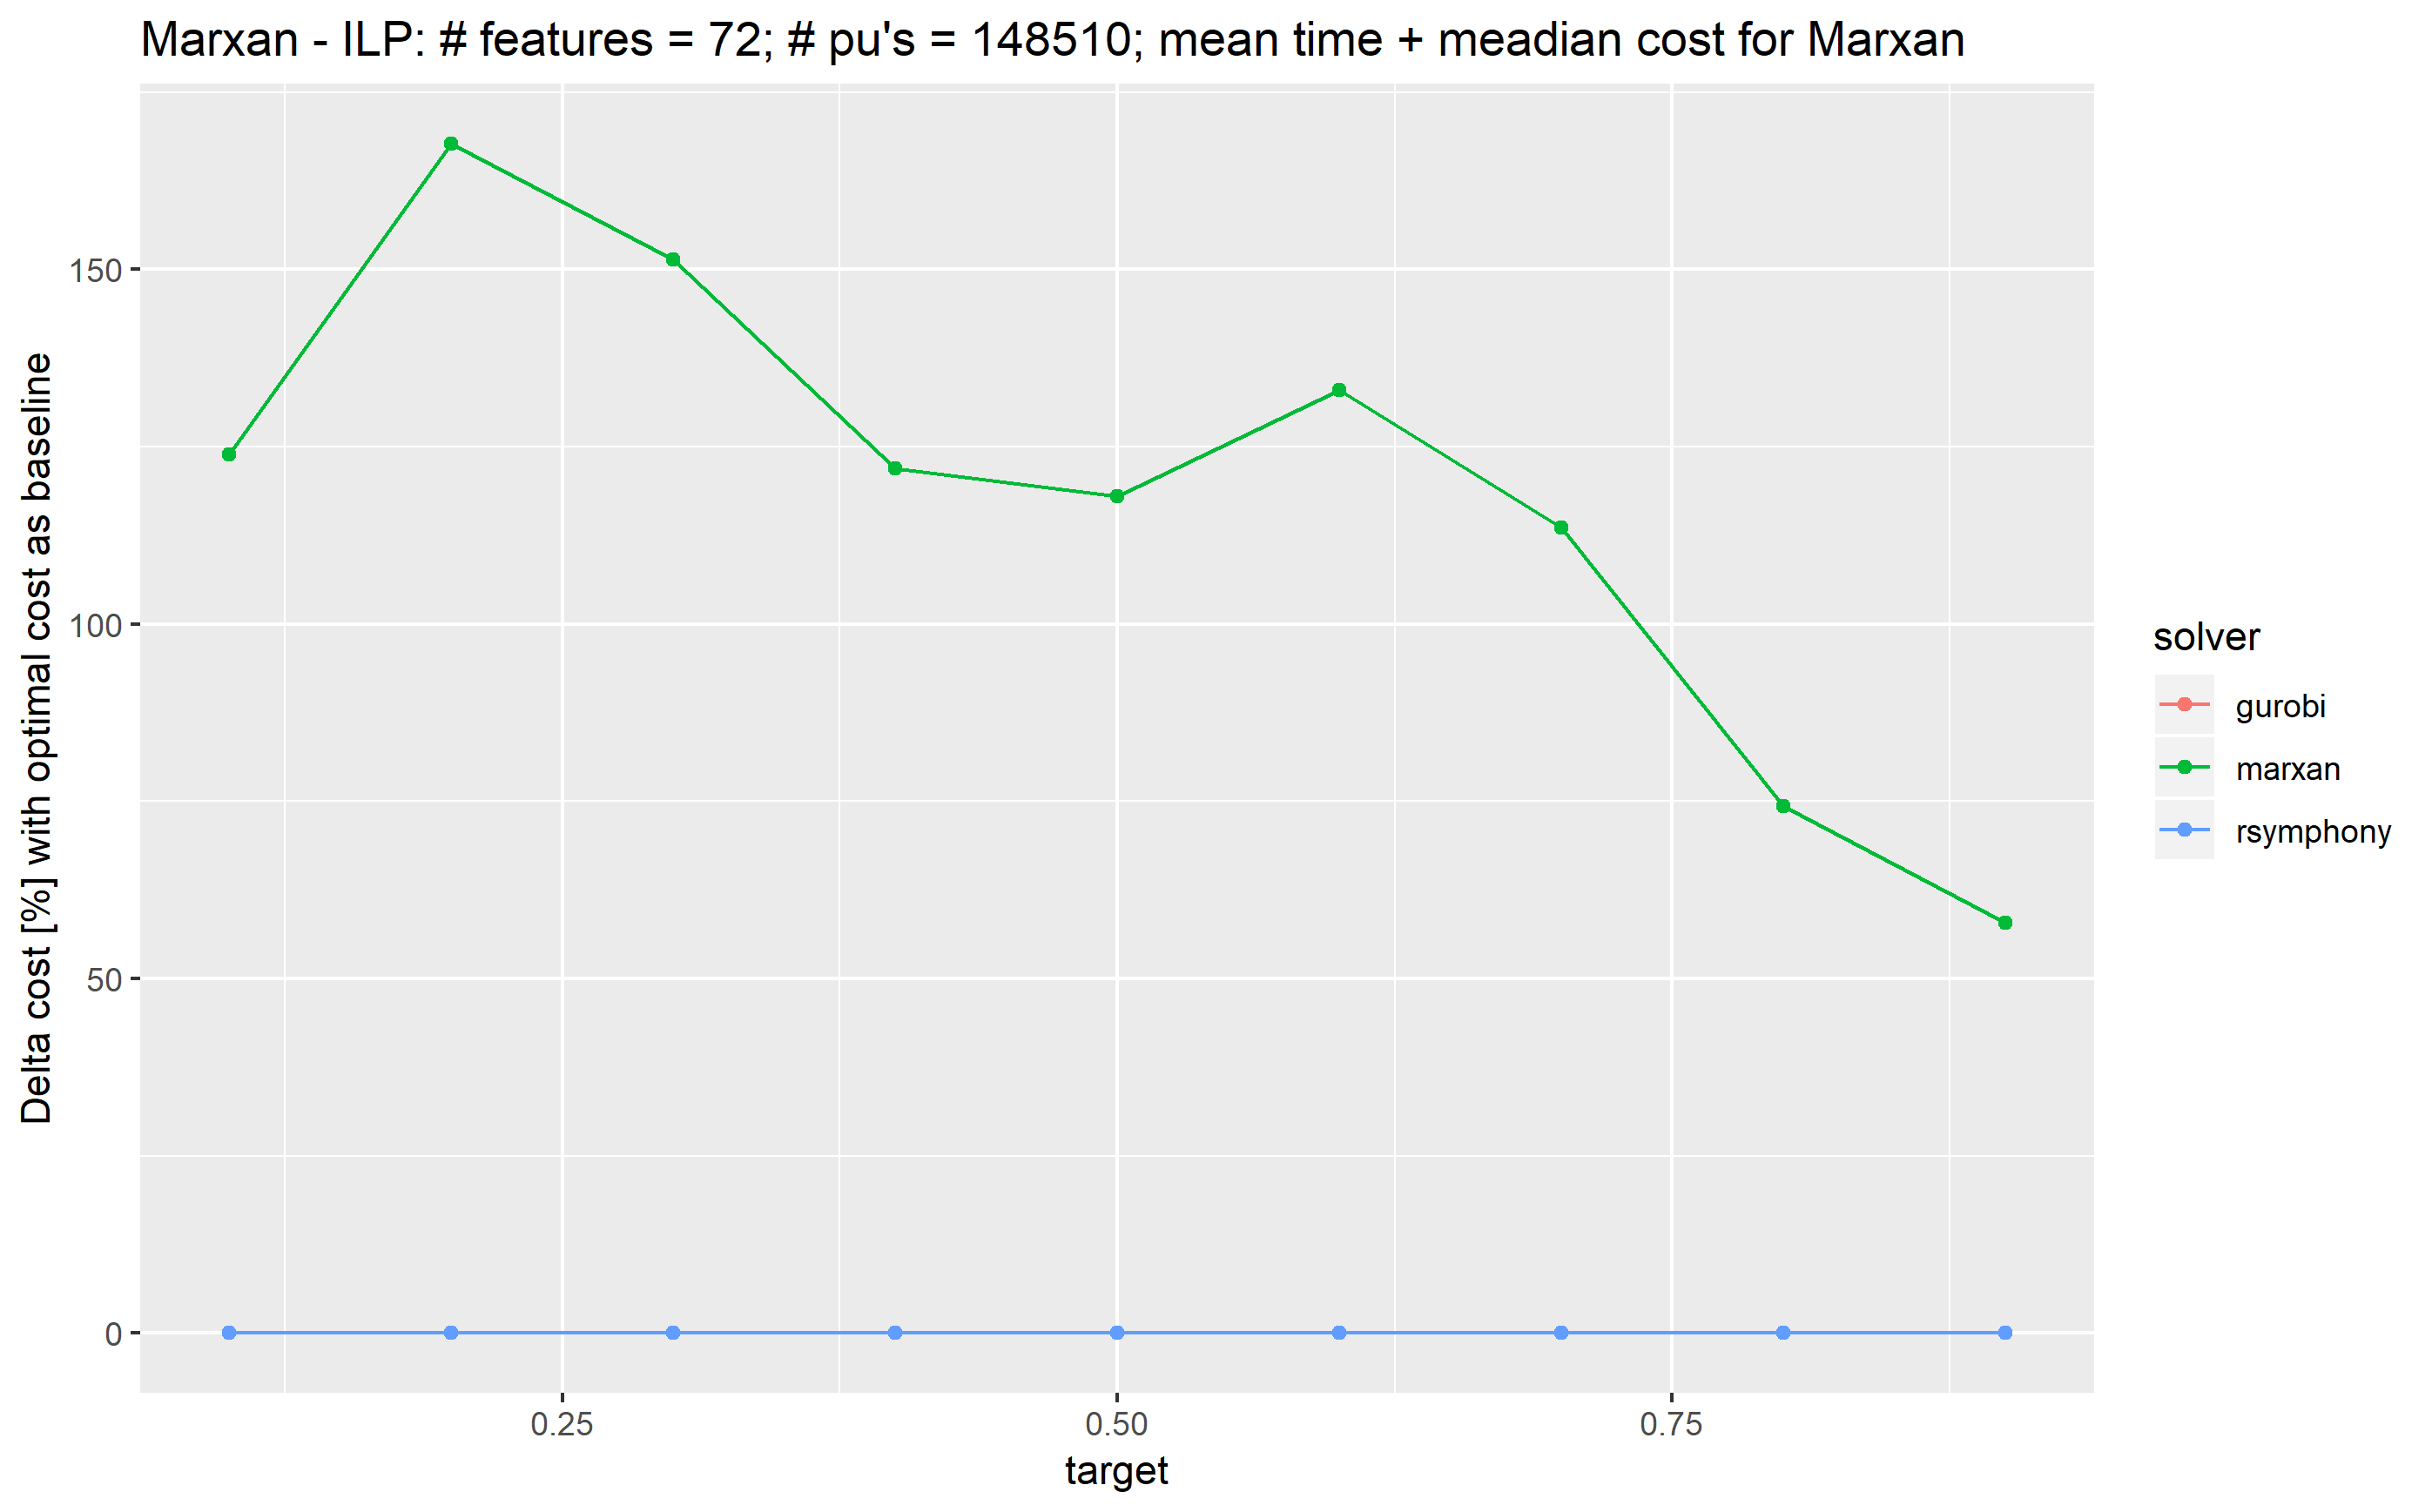 Marxan - ILP: # features = 72; # pu's = 148510; mean time + meadian cost for Marxan
Delta cost [%] with optimal cost as baseline
150
100
50
0
0.25
0.50
0.75
target
solver
gurobi
marxan
rsymphony